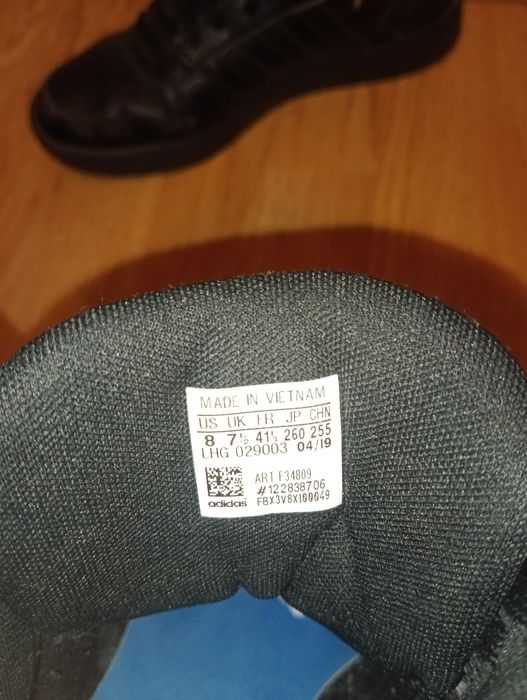 MADE IN VIETNAM
US UK FR JP CHN
8 7½ 41⅓ 260 255
LHG 029003 04/19
ART F34809
#122838706
adidas FBX3V6X100049